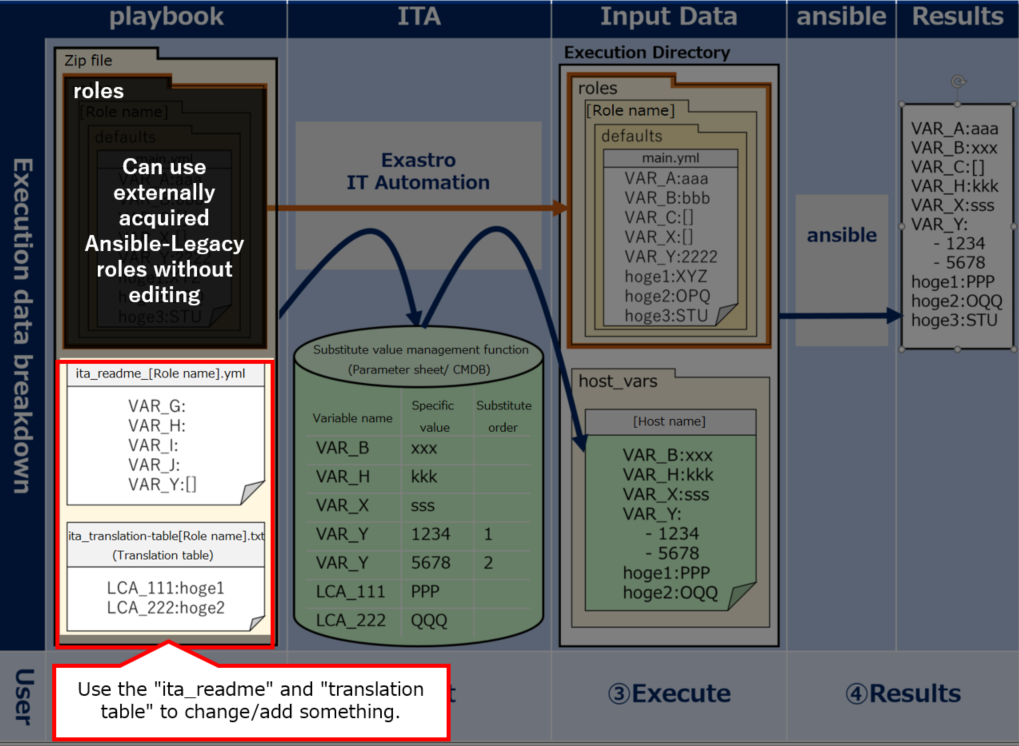 playbook
ITA
Input Data
ansible
Results
Execution data breakdown
Zip file
roles
[Role name]
defaults
main.yml
Can use
externally
acquired
Ansible-Legacy
roles without
editing
hoge3:STU
ita_readme_[Role name].yml
VAR_G:
VAR_H:
VAR_I:
VAR_J:
VAR_Y:[]
ita_translation-table[Role name].txt
(Translation table)
LCA_111:hoge1
LCA_222:hoge2
Exastro
IT Automation
Substitute value management function
(Parameter sheet/ CMDB)
Variable name Specific value Substitute order
VAR_B xxx
VAR_H kkk
VAR_X sss
VAR_Y 1234 1
VAR_Y 5678 2
LCA_111 PPP
LCA_222 QQQ
Execution Directory
roles
[Role name]
defaults
main.yml
VAR_A:aaa
VAR_B:bbb
VAR_C:[]
VAR_X:[]
VAR_Y:2222
hoge1:XYZ
hoge2:OPQ
hoge3:STU
host_vars
[Host name]
VAR_B:xxx
VAR_H:kkk
VAR_X:sss
VAR_Y:
- 1234
- 5678
hoge1:PPP
hoge2:OQQ
ansible
VAR_A:aaa
VAR_B:xxx
VAR_C:[]
VAR_H:kkk
VAR_X:sss
VAR_Y:
- 1234
- 5678
hoge1:PPP
hoge2:OQQ
hoge3:STU
User
Use the "ita_readme" and "translation
table" to change/add something.
③Execute
④Results